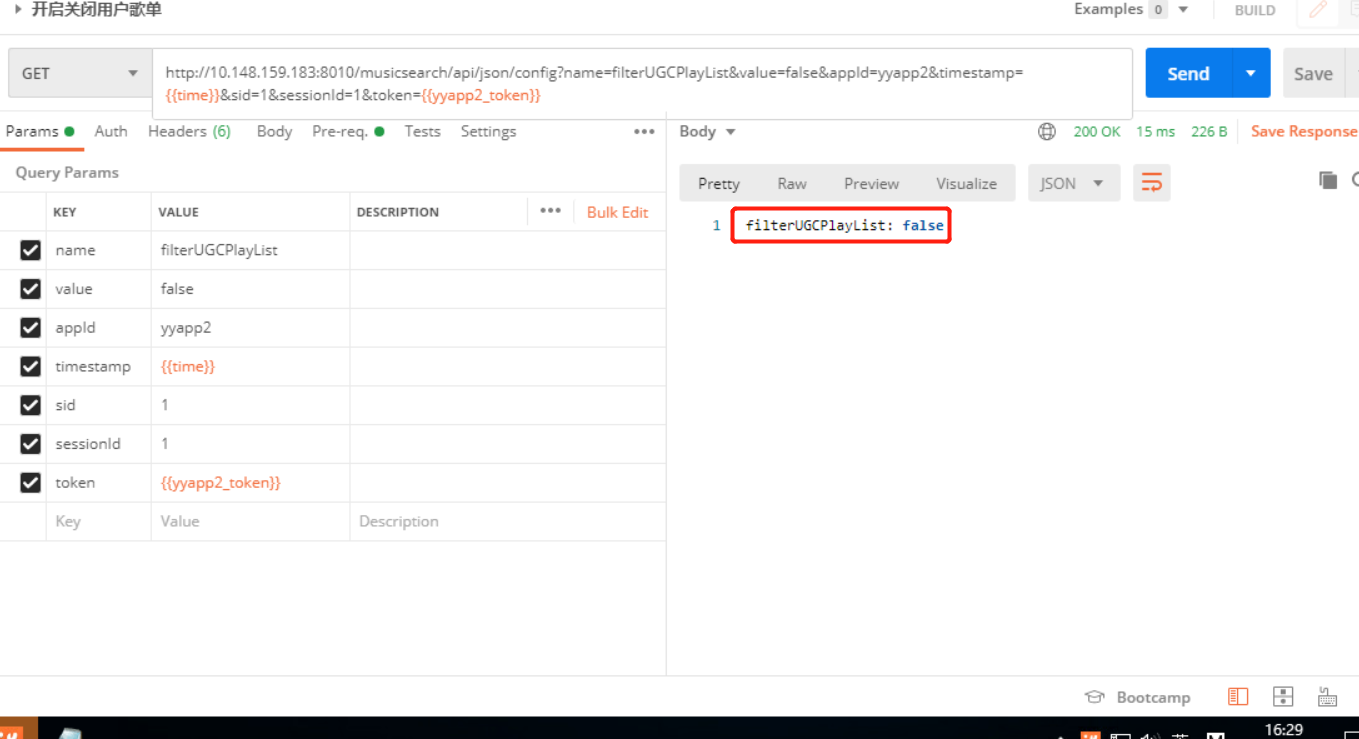 开启关闭用户歌单
Examples 0
BUILD
GET
http://10.148.159.183:8010/musicsearch/api/json/config?name=filterUGCPlayList&value=false&appId=yyapp2&timestamp=
{{time}}&sid=1&sessionId=1&token={{yyapp2_token}}
Send
Save
Params
Auth
Headers (6)
Body
Pre-req.
Tests
Settings
Body
200 OK
15 ms
226 B
Save Response
Query Params
Pretty
Raw
Preview
Visualize
JSON
KEY
VALUE
DESCRIPTION
Bulk Edit
1
filterUGCPlayList: false
name
filterUGCPlayList
value
false
appId
yyapp2
timestamp
{{time}}
sid
1
sessionId
1
token
{{yyapp2_token}}
Key
Value
Description
Bootcamp
16:29